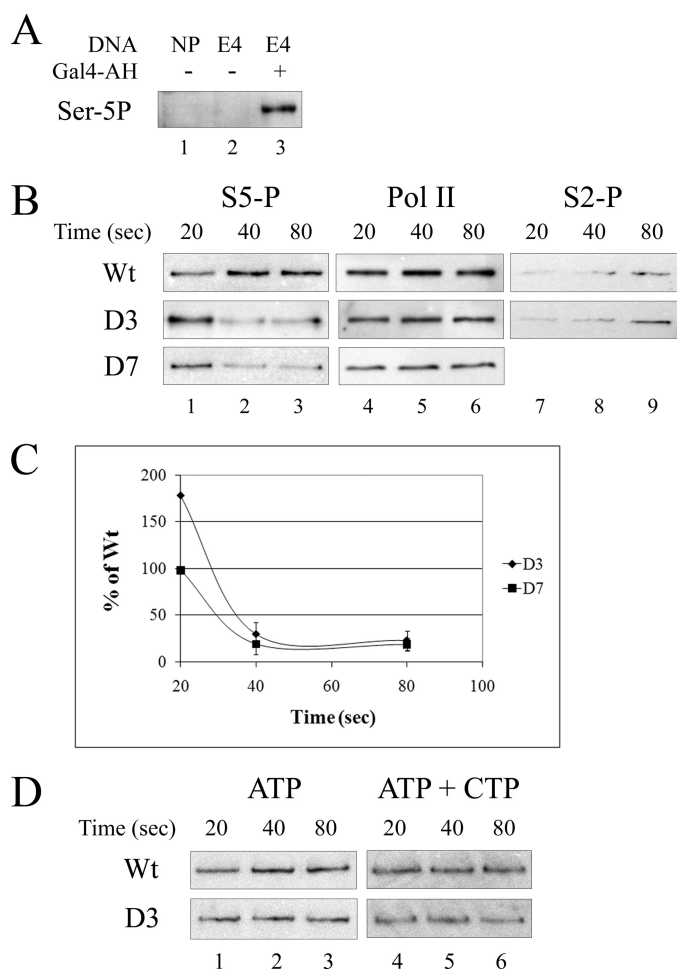 A
DNA NP E4 E4
Gal4-AH - - +
Ser-5P
1 2 3
B
S5-P Pol II S2-P
Time (sec) 20 40 80 20 40 80 20 40 80
Wt
D3
D7
1 2 3 4 5 6 7 8 9
C
200
150
100
50
0
% of Wt
20 40 60 80 100
Time (sec)
D3
D7
D
ATP ATP + CTP
Time (sec) 20 40 80 20 40 80
Wt
D3
1 2 3 4 5 6